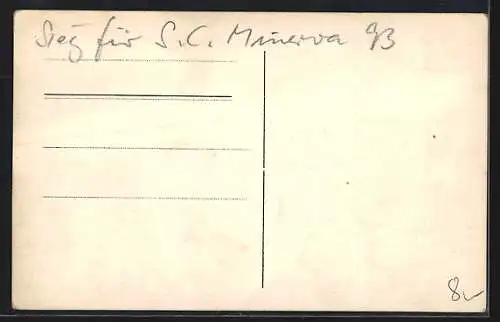 Sieg für S.C. Minerva 93
8,-